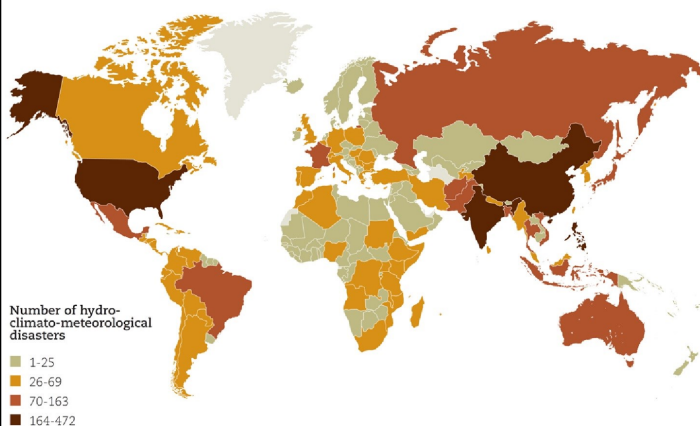 Number of hydro-
climato-meteorological
disasters
1-25
26-69
70-163
164-472